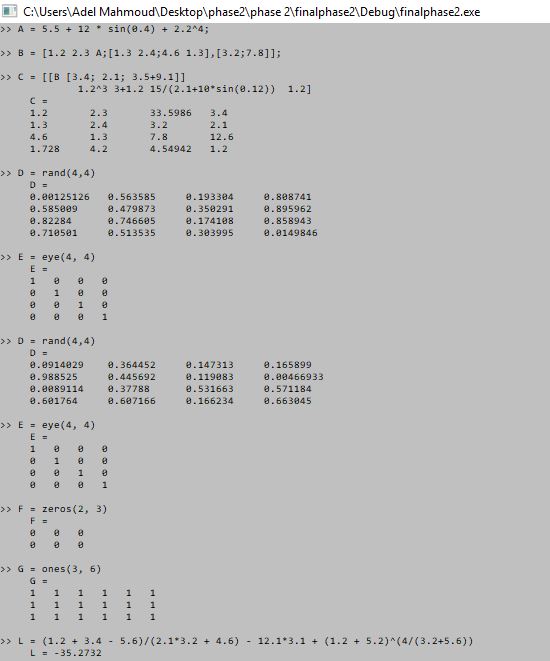 C:\Users\Adel Mahmoud\Desktop\phase2\phase 2\finalphase2\Debug\finalphase2.exe
>> A = 5.5 + 12 * sin(0.4) + 2.2^4;
>> B = [1.2 2.3 A;[1.3 2.4;4.6 1.3],[3.2;7.8]];
>> C = [[B [3.4; 2.1; 3.5+9.1]]
1.2^3 3+1.2 15/(2.1+10*sin(0.12)) 1.2]
C =
1.2 2.3 33.5986 3.4
1.3 2.4 3.2 2.1
4.6 1.3 7.8 12.6
1.728 4.2 4.54942 1.2
>> D = rand(4,4)
D =
0.00125126 0.563585 0.193304 0.808741
0.585009 0.479873 0.350291 0.895962
0.82284 0.746605 0.174108 0.858943
0.710501 0.513535 0.303995 0.0149846
>> E = eye(4, 4)
E =
1 0 0 0
0 1 0 0
0 0 1 0
0 0 0 1
>> D = rand(4,4)
D =
0.0914029 0.364452 0.147313 0.165899
0.988525 0.445692 0.119083 0.00466933
0.0089114 0.37788 0.531663 0.571184
0.601764 0.607166 0.166234 0.663045
>> E = eye(4, 4)
E =
1 0 0 0
0 1 0 0
0 0 1 0
0 0 0 1
>> F = zeros(2, 3)
F =
0 0 0
0 0 0
>> G = ones(3, 6)
G =
1 1 1 1 1 1
1 1 1 1 1 1
1 1 1 1 1 1
>> L = (1.2 + 3.4 - 5.6)/(2.1*3.2 + 4.6) - 12.1*3.1 + (1.2 + 5.2)^(4/(3.2+5.6))
L = -35.2732